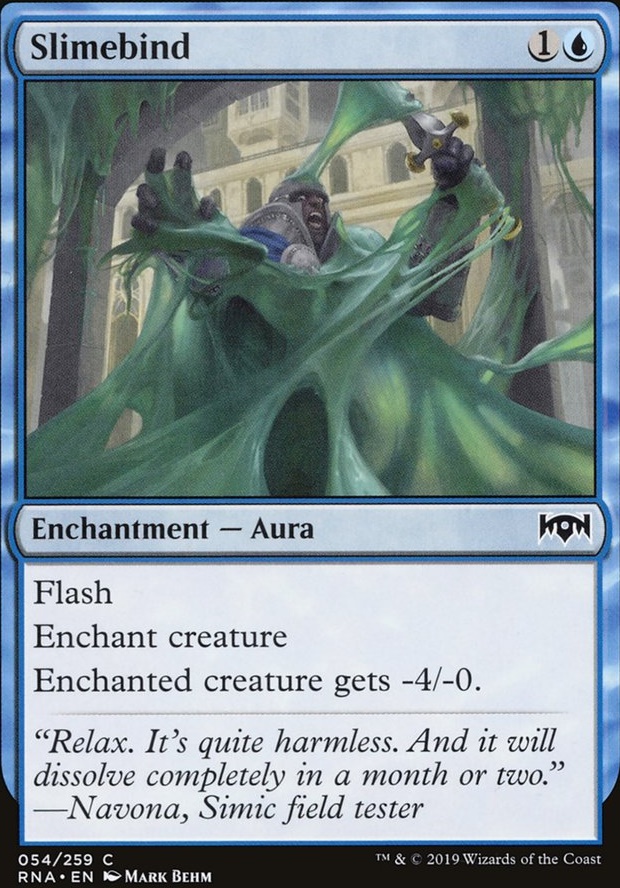 Slimebind 1
Enchantment — Aura
Flash
Enchant creature
Enchanted creature gets -4/-0.
“Relax. It’s quite harmless. And it will
dissolve completely in a month or two.”
—Navona, Simic field tester
054/259 C
RNA • EN Mark Behm
™ & © 2019 Wizards of the Coast